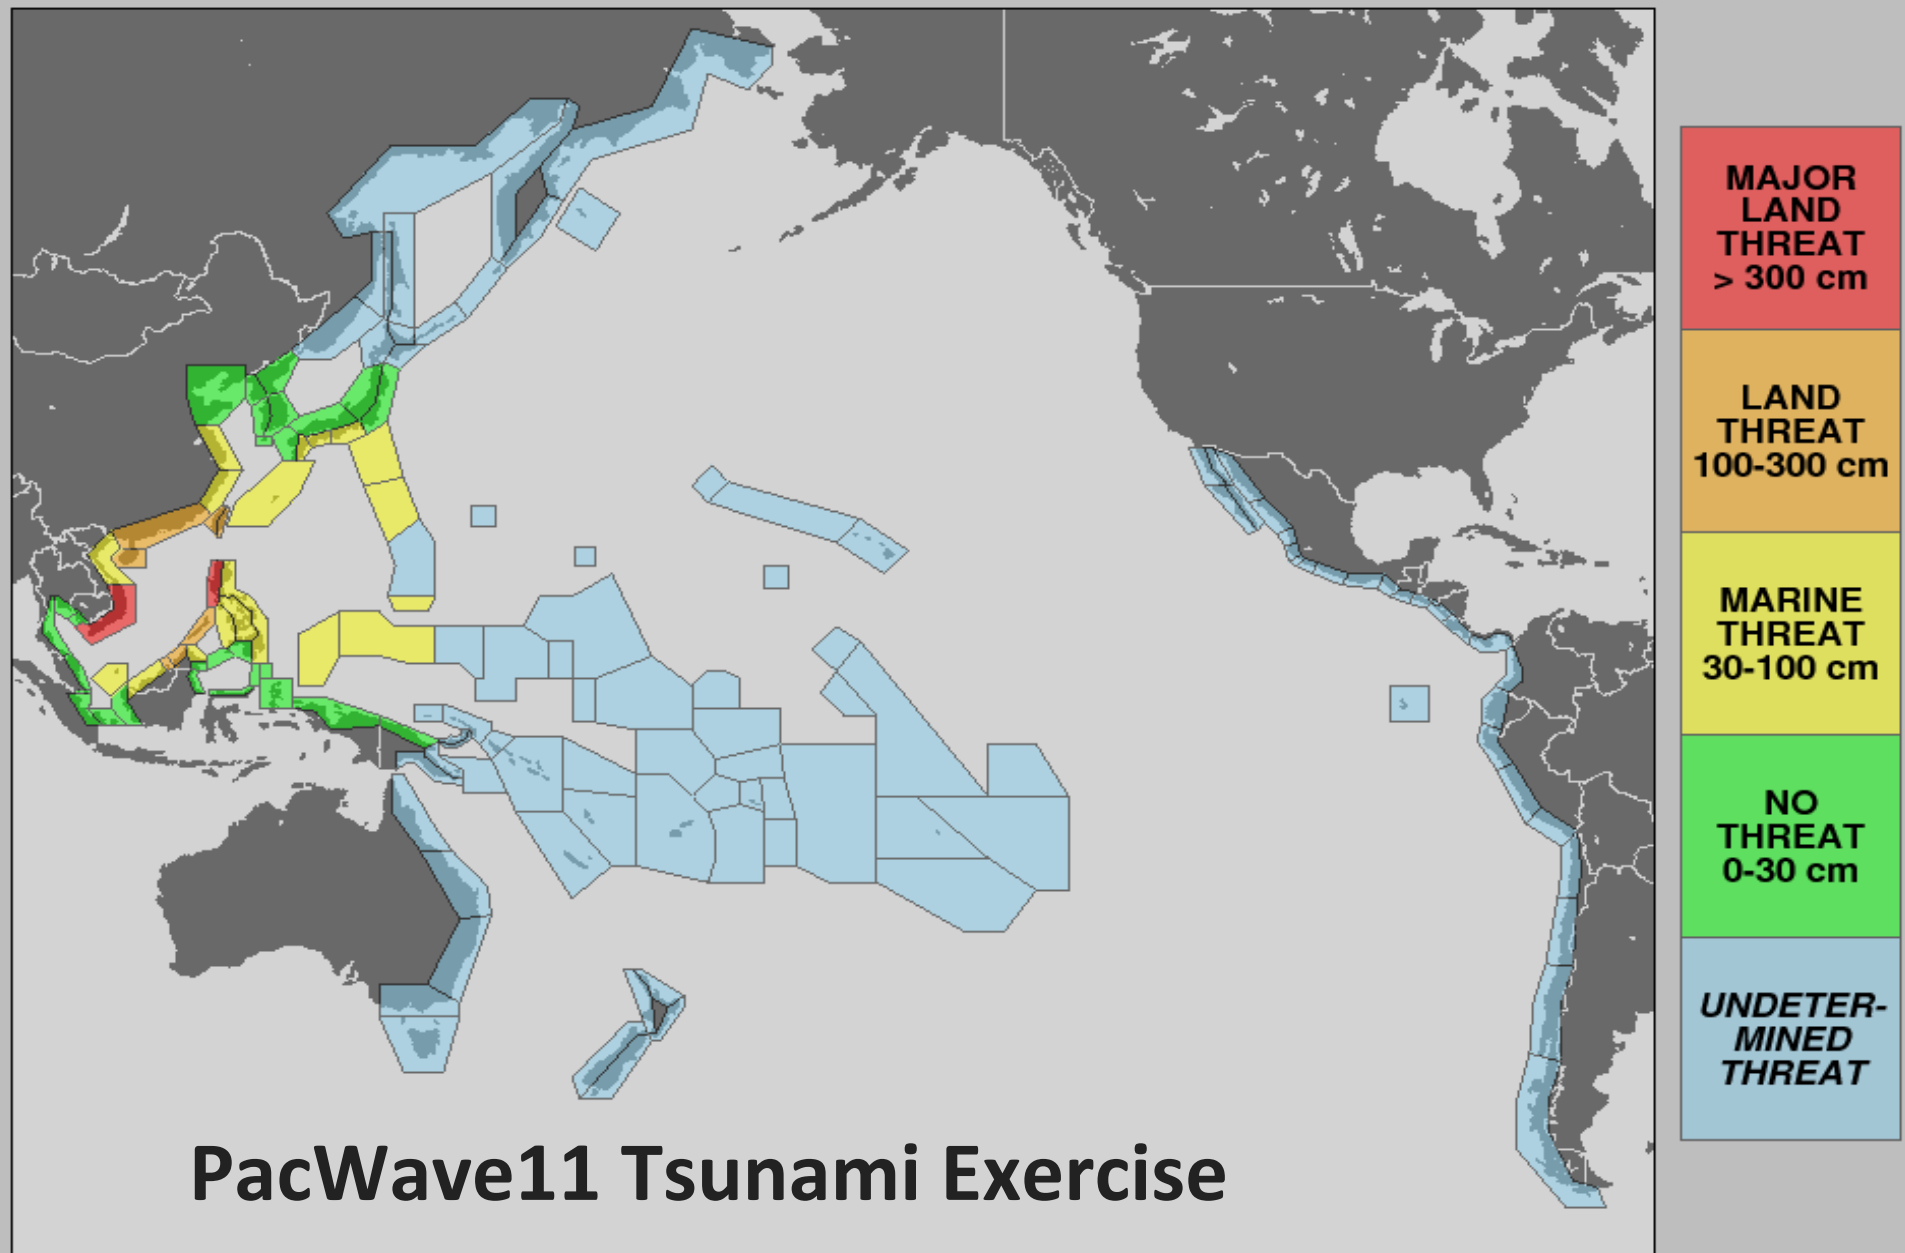 MAJOR
LAND
THREAT
> 300 cm
LAND
THREAT
100-300 cm
MARINE
THREAT
30-100 cm
NO
THREAT
0-30 cm
UNDETER-
MINED
THREAT
PacWave11 Tsunami Exercise